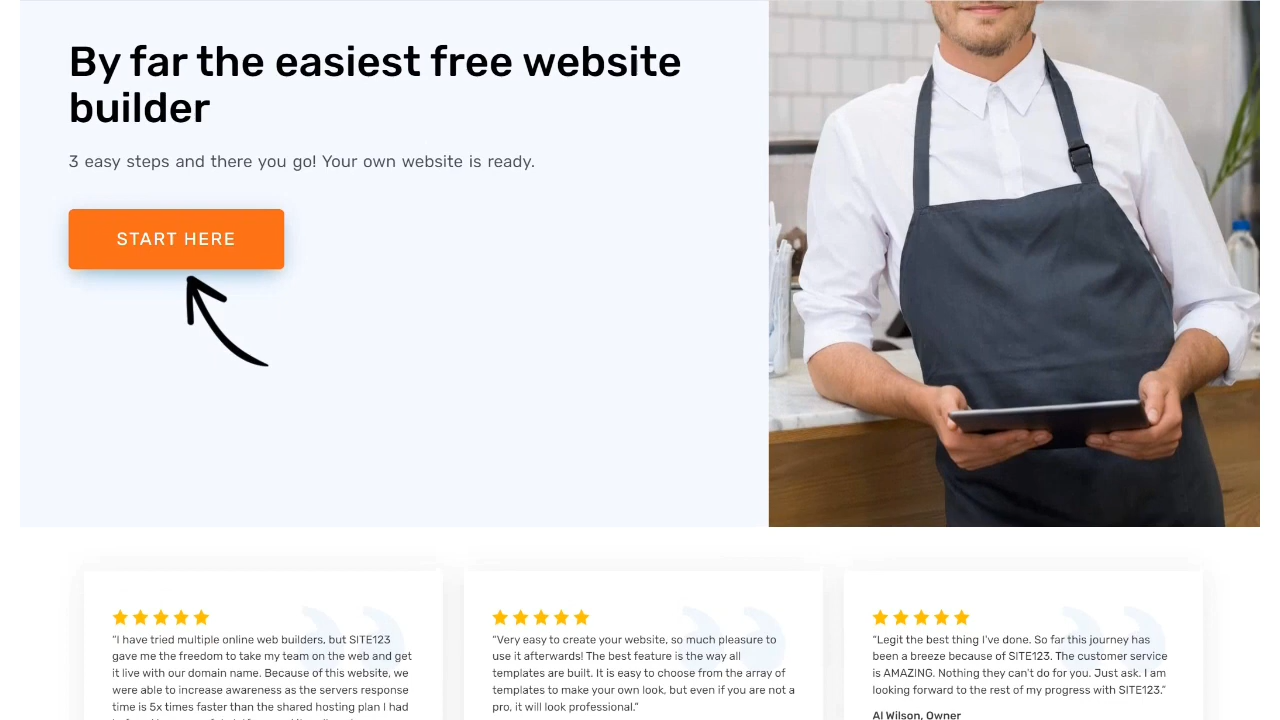 By far the easiest free website
builder
3 easy steps and there you go! Your own website is ready.
START HERE
"I have tried multiple online web builders, but SITE123
gave me the freedom to take my team on the web and get
it live with our domain name. Because of this website, we
were able to increase awareness as the servers response
time is 5x times faster than the shared hosting plan I had
"Very easy to create your website, so much pleasure to
use it afterwards! The best feature is the way all
templates are built. It is easy to choose from the array of
templates to make your own look, but even if you are not a
pro, it will look professional."
"Legit the best thing I've done. So far this journey has
been a breeze because of SITE123. The customer service
is AMAZING. Nothing they can't do for you. Just ask. I am
looking forward to the rest of my progress with SITE123."
Al Wilson, Owner